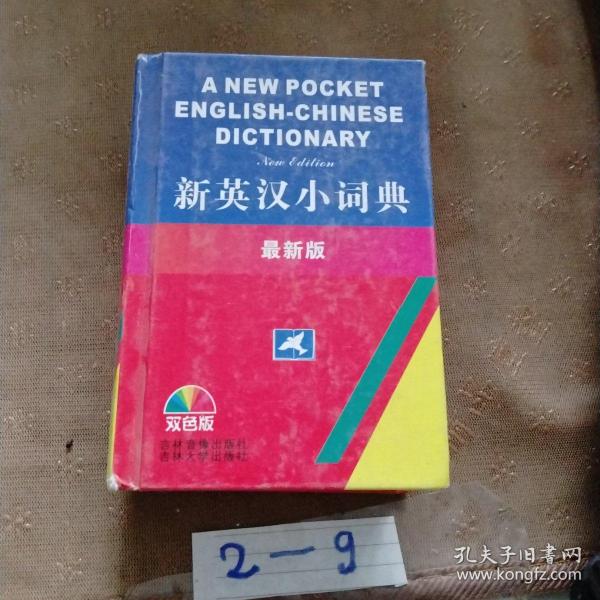 A NEW POCKET
ENGLISH-CHINESE
DICTIONARY
New Edition
新英汉小词典
最新版
双色版
吉林音像出版社
吉林大学出版社
2-9
孔夫子旧書网
www.kongfz.com